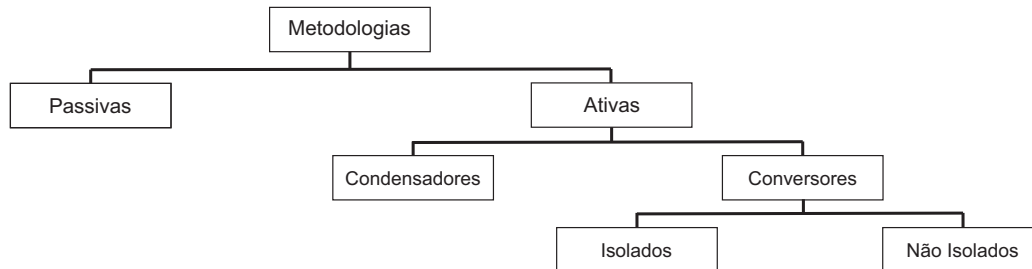 Metodologias
Passivas
Ativas
Condensadores
Conversores
Isolados
Não Isolados